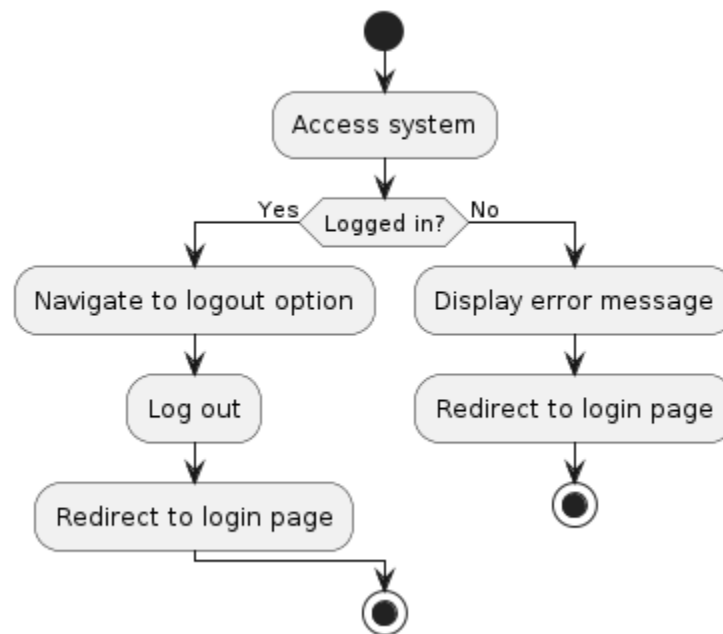 Access system
Yes
Logged in?
No
Navigate to logout option
Display error message
Log out
Redirect to login page
Redirect to login page